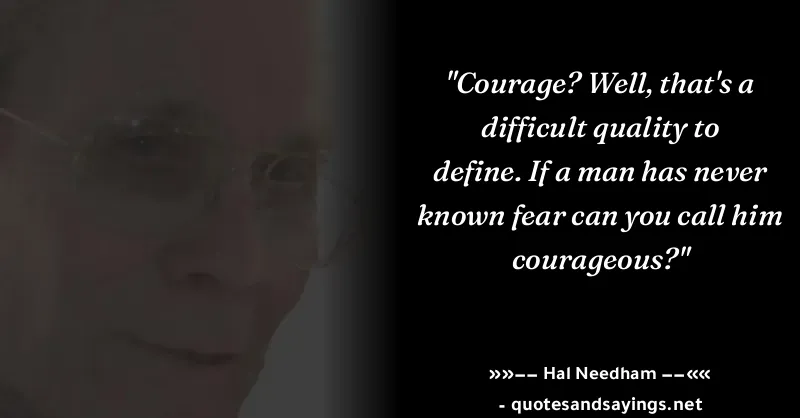 "Courage? Well, that's a
difficult quality to
define. If a man has never
known fear can you call him
courageous?"
»»–– Hal Needham ––««
- quotesandsayings.net